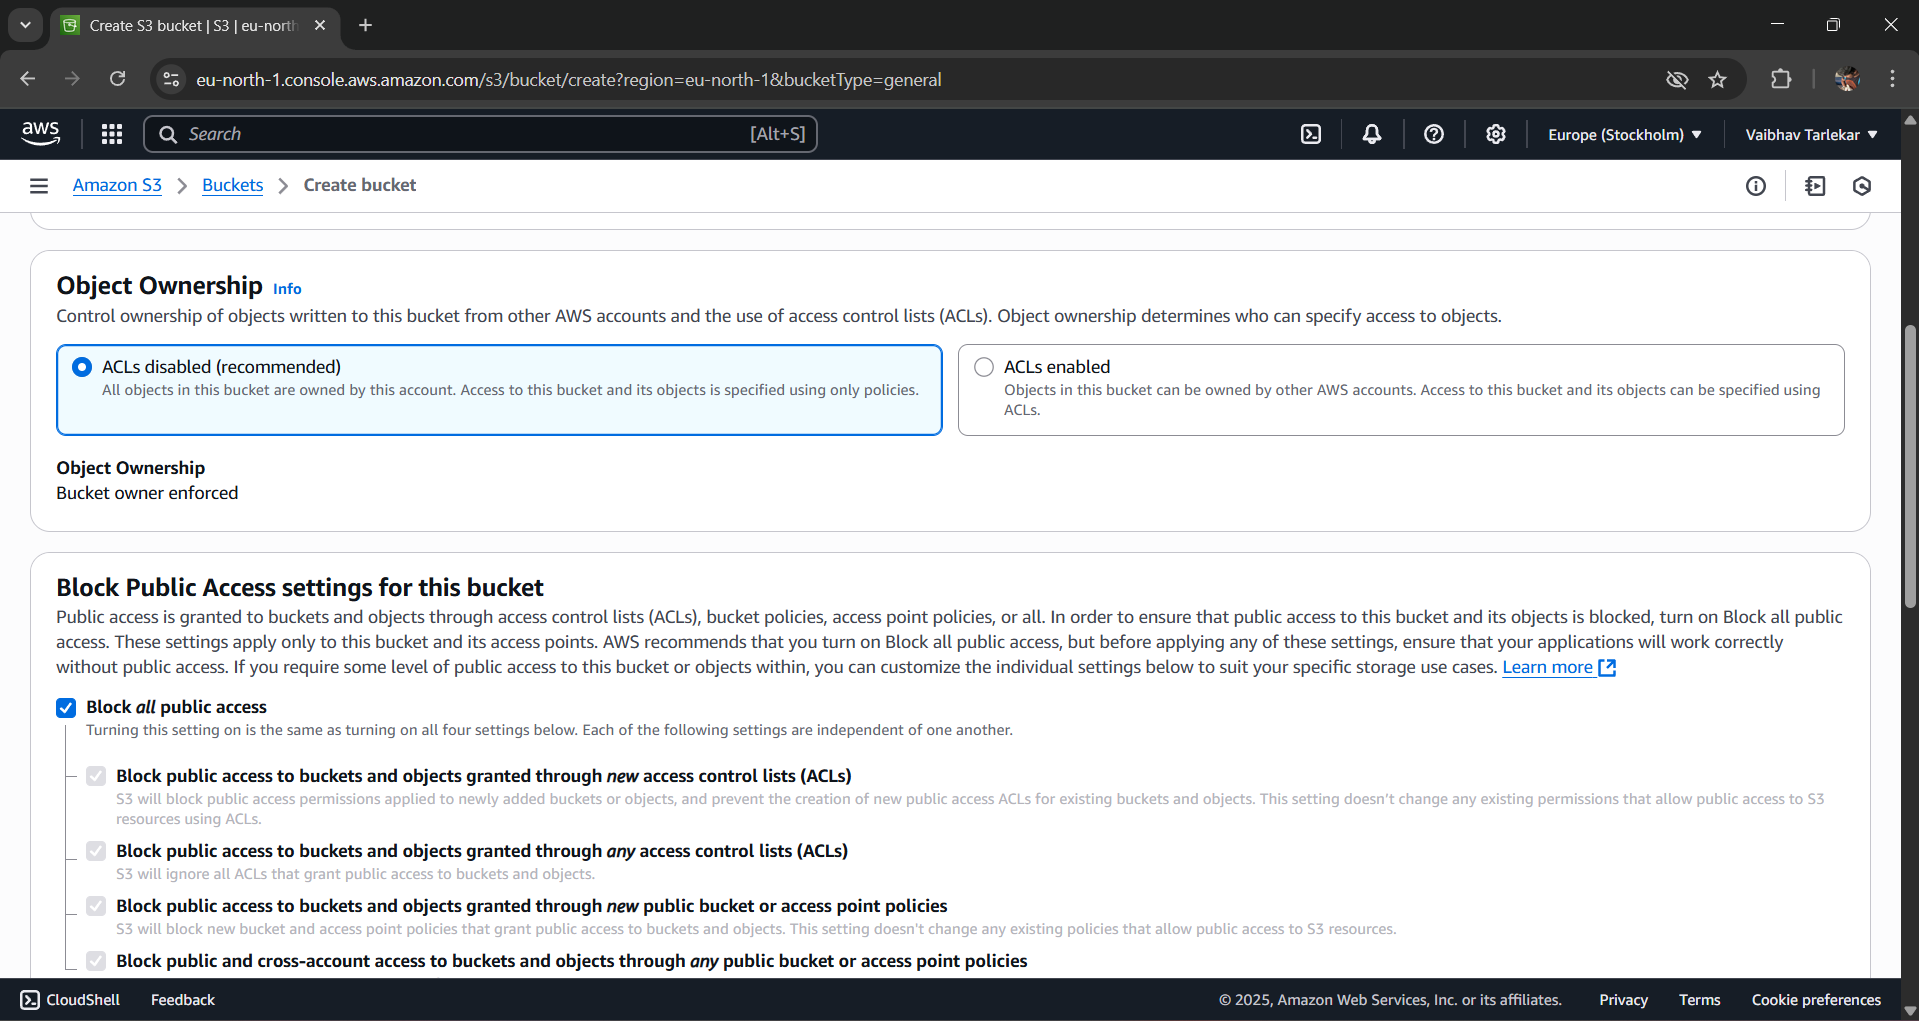 Create S3 bucket | S3 | eu-north
eu-north-1.console.aws.amazon.com/s3/bucket/create?region=eu-north-1&bucketType=general
aws
Search
[Alt+S]
Europe (Stockholm)
Vaibhav Tarlekar
Amazon S3
Buckets
Create bucket
Object Ownership Info
Control ownership of objects written to this bucket from other AWS accounts and the use of access control lists (ACLs). Object ownership determines who can specify access to objects.
ACLs disabled (recommended)
All objects in this bucket are owned by this account. Access to this bucket and its objects is specified using only policies.
ACLs enabled
Objects in this bucket can be owned by other AWS accounts. Access to this bucket and its objects can be specified using
ACLs.
Object Ownership
Bucket owner enforced
Block Public Access settings for this bucket
Public access is granted to buckets and objects through access control lists (ACLs), bucket policies, access point policies, or all. In order to ensure that public access to this bucket and its objects is blocked, turn on Block all public
access. These settings apply only to this bucket and its access points. AWS recommends that you turn on Block all public access, but before applying any of these settings, ensure that your applications will work correctly
without public access. If you require some level of public access to this bucket or objects within, you can customize the individual settings below to suit your specific storage use cases. Learn more
Block all public access
Turning this setting on is the same as turning on all four settings below. Each of the following settings are independent of one another.
Block public access to buckets and objects granted through new access control lists (ACLs)
S3 will block public access permissions applied to newly added buckets or objects, and prevent the creation of new public access ACLs for existing buckets and objects. This setting doesn't change any existing permissions that allow public access to S3
resources using ACLs.
Block public access to buckets and objects granted through any access control lists (ACLs)
S3 will ignore all ACLs that grant public access to buckets and objects.
Block public access to buckets and objects granted through new public bucket or access point policies
S3 will block new bucket and access point policies that grant public access to buckets and objects. This setting doesn't change any existing policies that allow public access to S3 resources.
Block public and cross-account access to buckets and objects through any public bucket or access point policies
CloudShell
Feedback
© 2025, Amazon Web Services, Inc. or its affiliates.
Privacy
Terms
Cookie preferences